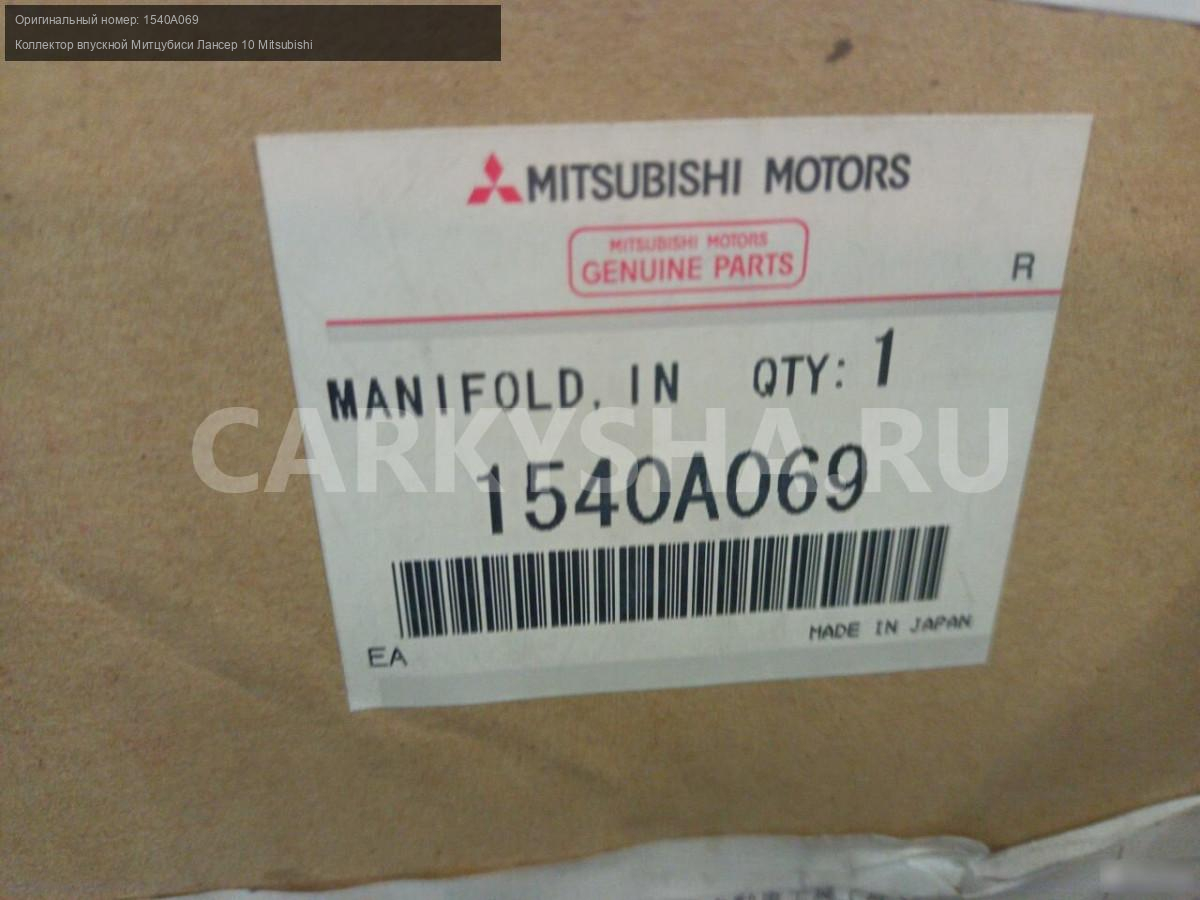 Оригинальный номер: 1540A069
Коллектор впускной Митцубиси Лансер 10 Mitsubishi
MITSUBISHI MOTORS
MITSUBISHI MOTORS
GENUINE PARTS
R
MANIFOLD, IN QTY: 1
CARKYSHA.RU
1540A069
MADE IN JAPAN
EA